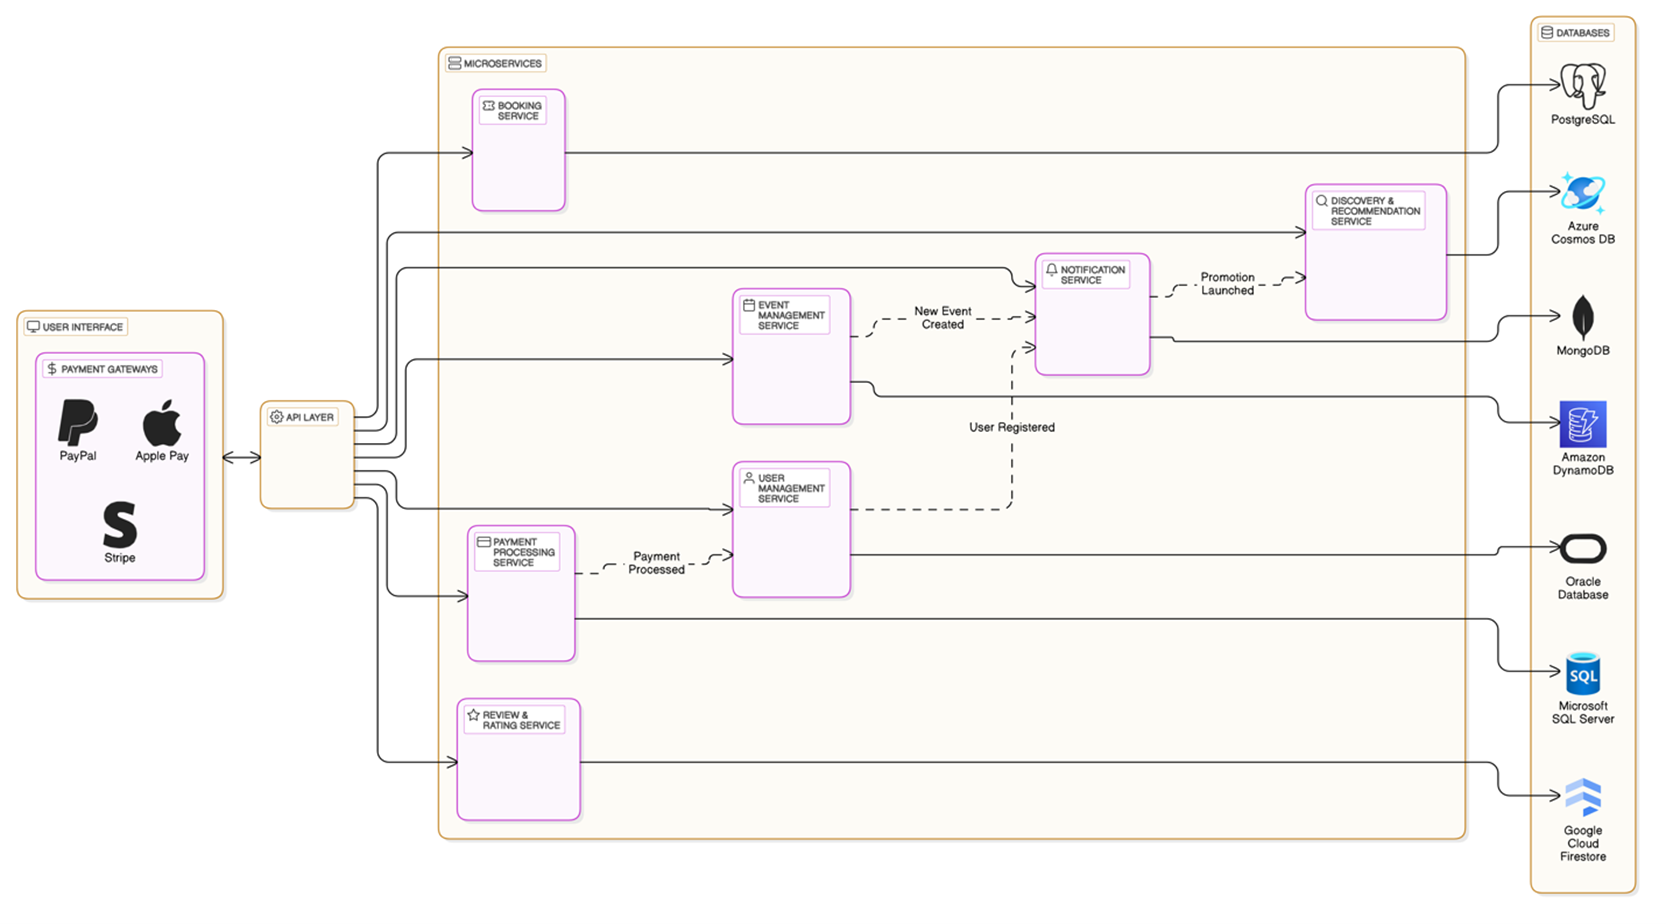 USER INTERFACE
PAYMENT GATEWAYS
PayPal
Apple Pay
Stripe
API LAYER
MICROSERVICES
BOOKING
SERVICE
DISCOVERY &
RECOMMENDATION
SERVICE
NOTIFICATION
SERVICE
Promotion
Launched
EVENT
MANAGEMENT
SERVICE
New Event
Created
User Registered
USER
MANAGEMENT
SERVICE
PAYMENT
PROCESSING
SERVICE
Payment
Processed
REVIEW &
RATING SERVICE
DATABASES
PostgreSQL
Azure
Cosmos DB
MongoDB
Amazon
DynamoDB
Oracle
Database
SQL
Microsoft
SQL Server
Google
Cloud
Firestore